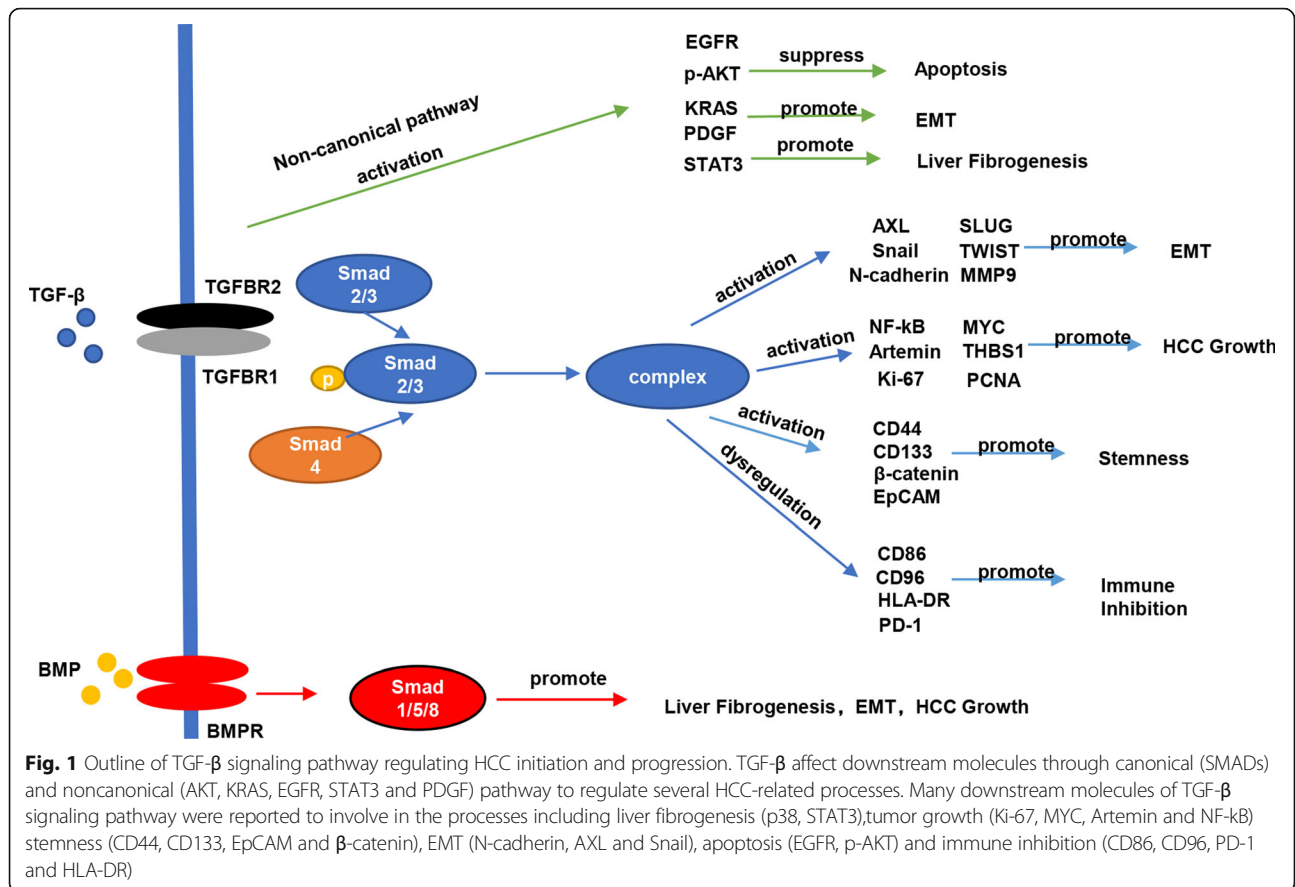 EGFR
p-AKT
suppress
Apoptosis
KRAS
PDGF
promote
EMT
STAT3
promote
Liver Fibrogenesis
Non-canonical pathway
activation
TGF-β
TGFBR2
TGFBR1
Smad
2/3
p
Smad
2/3
Smad
4
complex
activation
AXL SLUG
Snail TWIST
N-cadherin MMP9
promote
EMT
activation
NF-kB MYC
Artemin THBS1
Ki-67 PCNA
promote
HCC Growth
activation
CD44
CD133
β-catenin
EpCAM
promote
Stemness
dysregulation
CD86
CD96
HLA-DR
PD-1
promote
Immune
Inhibition
BMP
BMPR
Smad
1/5/8
promote
Liver Fibrogenesis, EMT, HCC Growth
Fig. 1 Outline of TGF-β signaling pathway regulating HCC initiation and progression. TGF-β affect downstream molecules through canonical (SMADs)
and noncanonical (AKT, KRAS, EGFR, STAT3 and PDGF) pathway to regulate several HCC-related processes. Many downstream molecules of TGF-β
signaling pathway were reported to involve in the processes including liver fibrogenesis (p38, STAT3),tumor growth (Ki-67, MYC, Artemin and NF-kB)
stemness (CD44, CD133, EpCAM and β-catenin), EMT (N-cadherin, AXL and Snail), apoptosis (EGFR, p-AKT) and immune inhibition (CD86, CD96, PD-1
and HLA-DR)